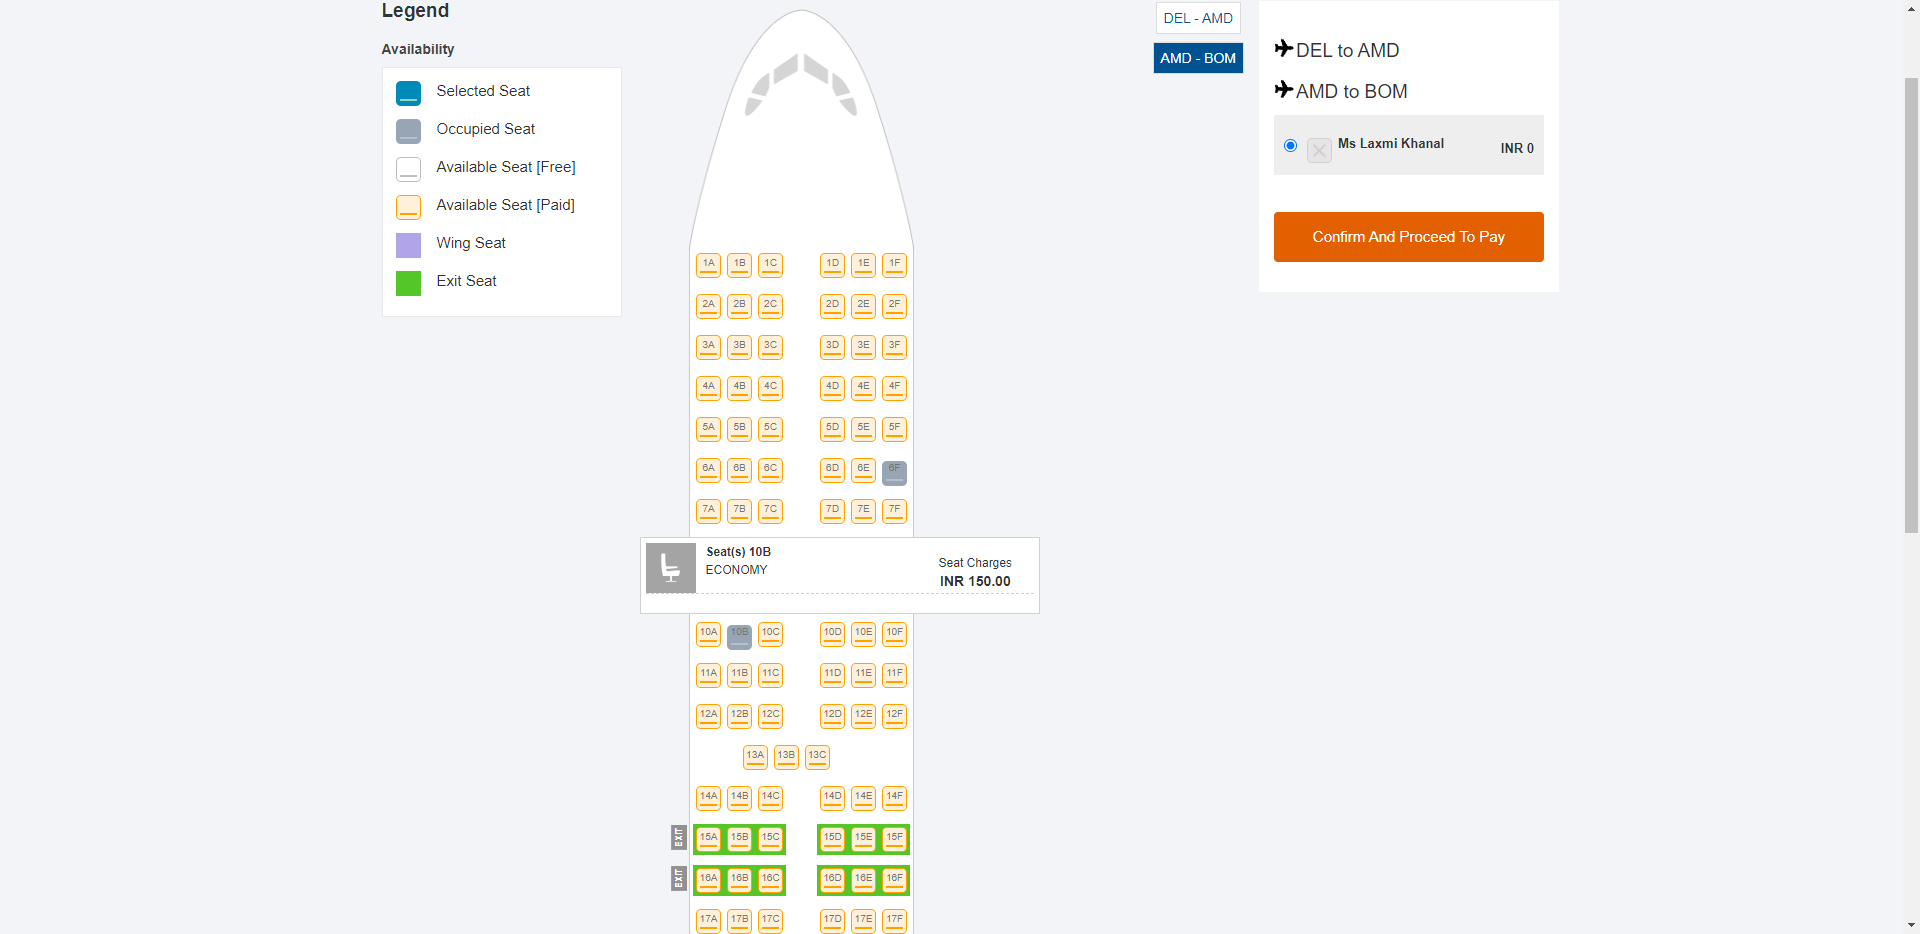 Legend
Availability
Selected Seat
Occupied Seat
Available Seat [Free]
Available Seat [Paid]
Wing Seat
Exit Seat
1A 1B 1C 1D 1E 1F
2A 2B 2C 2D 2E 2F
3A 3B 3C 3D 3E 3F
4A 4B 4C 4D 4E 4F
5A 5B 5C 5D 5E 5F
6A 6B 6C 6D 6E 6F
7A 7B 7C 7D 7E 7F
Seat(s) 10B
ECONOMY
Seat Charges
INR 150.00
10A 10B 10C 10D 10E 10F
11A 11B 11C 11D 11E 11F
12A 12B 12C 12D 12E 12F
13A 13B 13C
14A 14B 14C 14D 14E 14F
EXIT 15A 15B 15C 15D 15E 15F
EXIT 16A 16B 16C 16D 16E 16F
17A 17B 17C 17D 17E 17F
DEL - AMD
AMD - BOM
DEL to AMD
AMD to BOM
Ms Laxmi Khanal INR 0
Confirm And Proceed To Pay